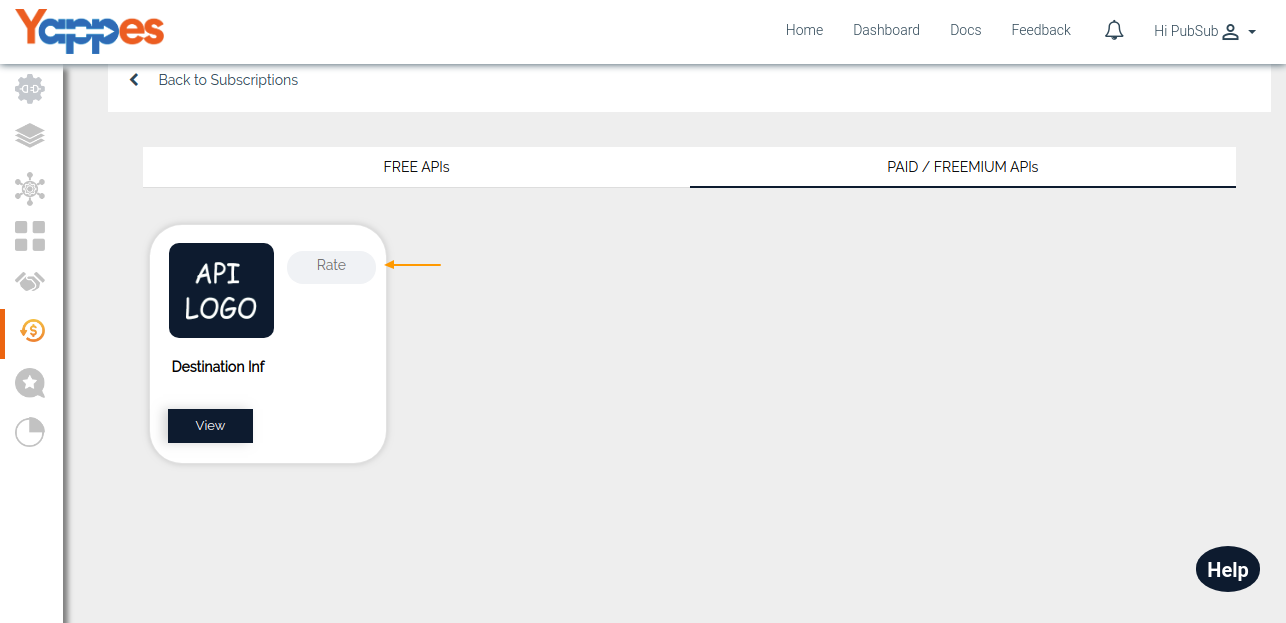 Yappes
Home Dashboard Docs Feedback Hi PubSub
Back to Subscriptions
FREE APIs PAID / FREEMIUM APIs
API
LOGO
Rate
Destination Inf
View
Help